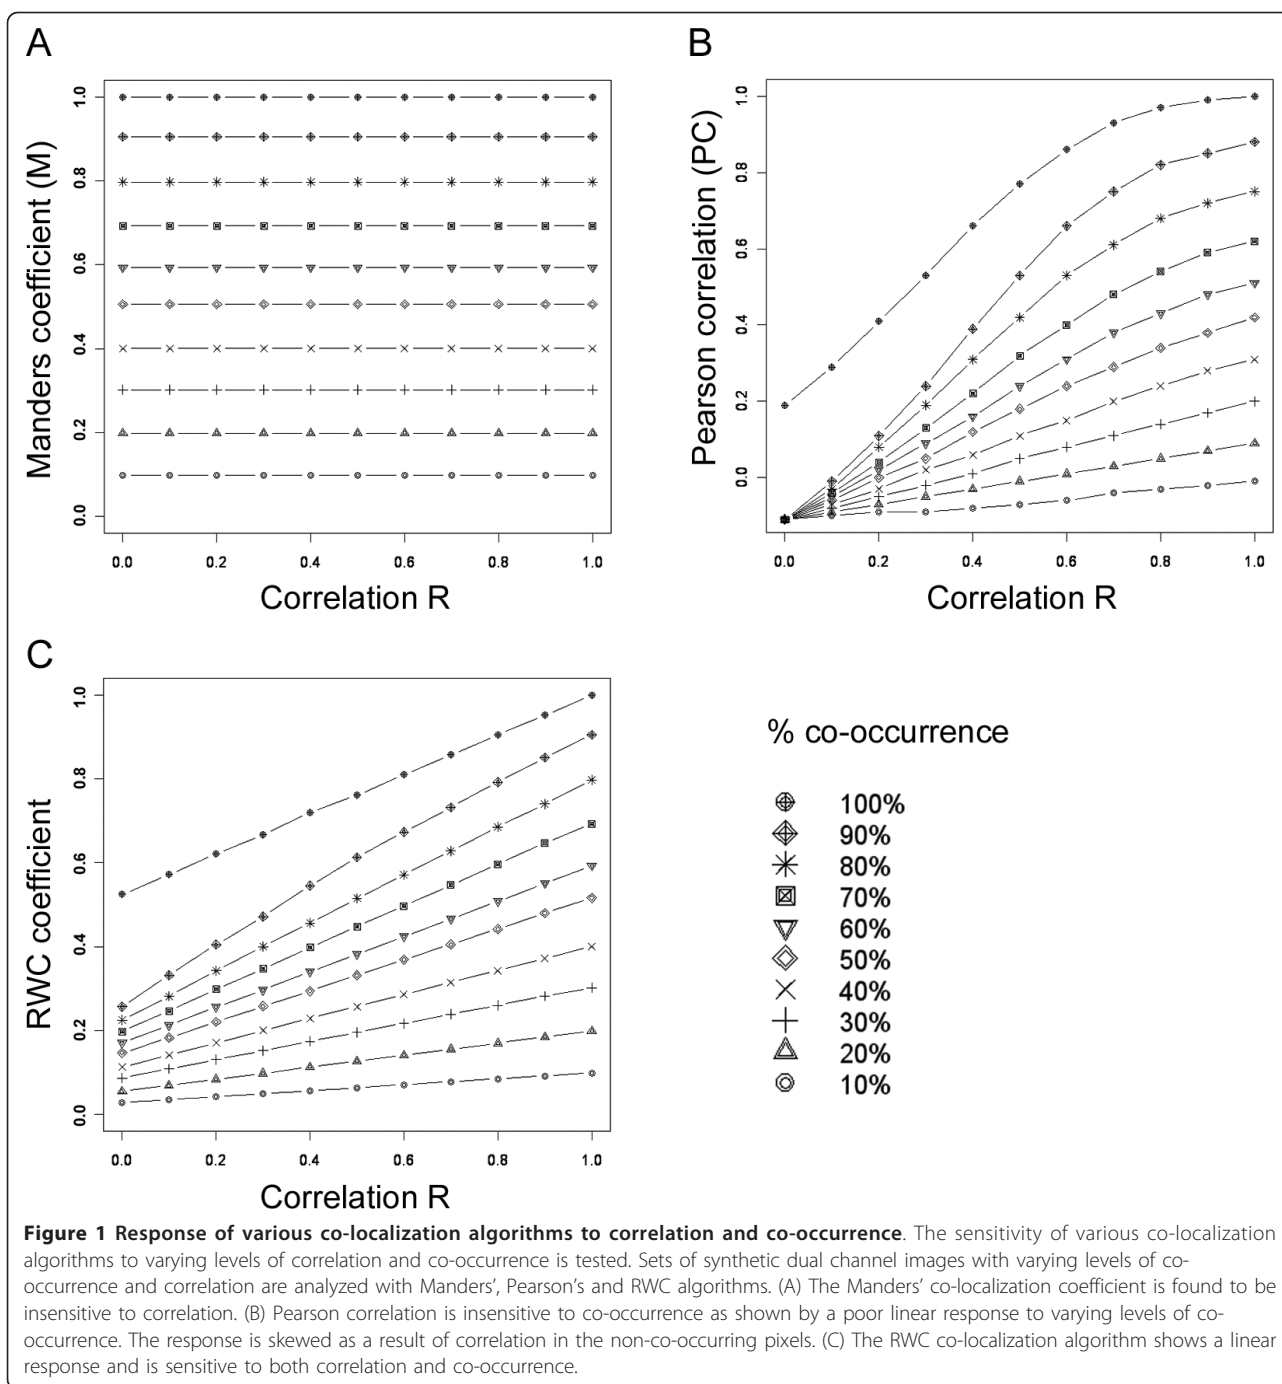 A
Manders coefficient (M)
1.0
0.8
0.6
0.4
0.2
0.0
0.0 0.2 0.4 0.6 0.8 1.0
Correlation R
B
Pearson correlation (PC)
1.0
0.8
0.6
0.4
0.2
0.0
0.0 0.2 0.4 0.6 0.8 1.0
Correlation R
C
RWC coefficient
1.0
0.8
0.6
0.4
0.2
0.0
0.0 0.2 0.4 0.6 0.8 1.0
Correlation R
% co-occurrence
100%
90%
80%
70%
60%
50%
40%
30%
20%
10%
Figure 1 Response of various co-localization algorithms to correlation and co-occurrence. The sensitivity of various co-localization
algorithms to varying levels of correlation and co-occurrence is tested. Sets of synthetic dual channel images with varying levels of co-
occurrence and correlation are analyzed with Manders’, Pearson’s and RWC algorithms. (A) The Manders’ co-localization coefficient is found to be
insensitive to correlation. (B) Pearson correlation is insensitive to co-occurrence as shown by a poor linear response to varying levels of co-
occurrence. The response is skewed as a result of correlation in the non-co-occurring pixels. (C) The RWC co-localization algorithm shows a linear
response and is sensitive to both correlation and co-occurrence.